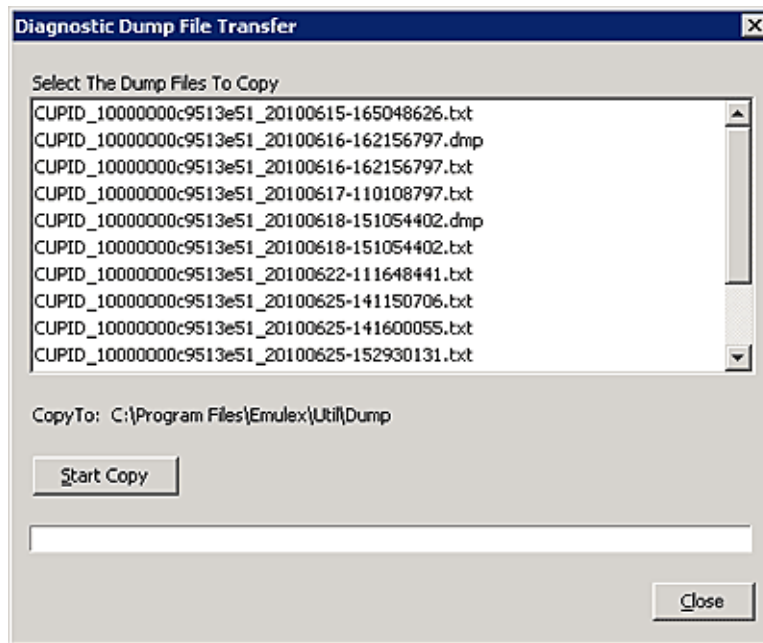 Diagnostic Dump File Transfer
Select The Dump Files To Copy
CUPID_10000000c9513e51_20100615-165048626.txt
CUPID_10000000c9513e51_20100616-162156797.dmp
CUPID_10000000c9513e51_20100616-162156797.txt
CUPID_10000000c9513e51_20100617-110108797.txt
CUPID_10000000c9513e51_20100618-151054402.dmp
CUPID_10000000c9513e51_20100618-151054402.txt
CUPID_10000000c9513e51_20100622-111648441.txt
CUPID_10000000c9513e51_20100625-141150706.txt
CUPID_10000000c9513e51_20100625-141600055.txt
CUPID_10000000c9513e51_20100625-152930131.txt
CopyTo: C:\Program Files\Emulex\Util\Dump
Start Copy
Close